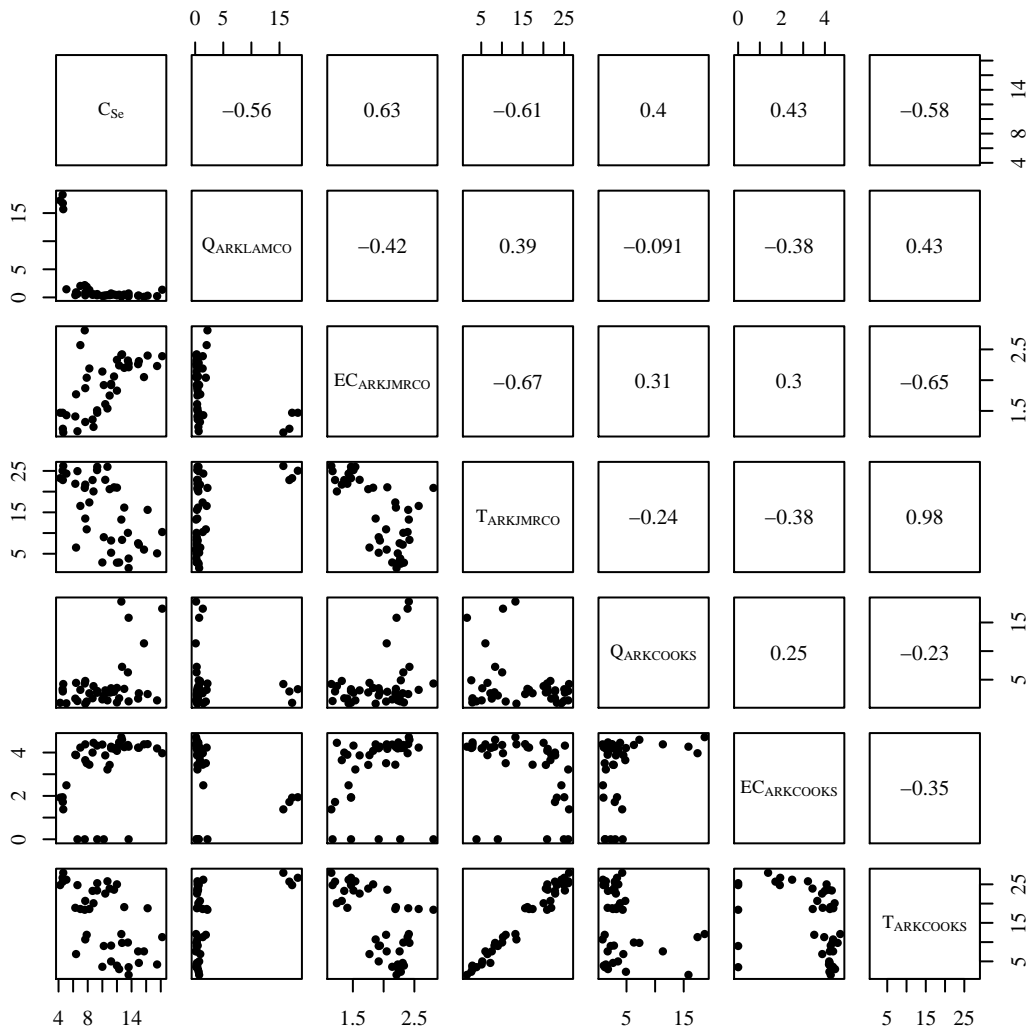 0 5 15 5 15 25 0 2 4
C_Se −0.56 0.63 −0.61 0.4 0.43 −0.58 4 8 14
0 5 15 Q_ARKLAMCO −0.42 0.39 −0.091 −0.38 0.43
EC_ARKJMRCO −0.67 0.31 0.3 −0.65 1.5 2.5
5 15 25 T_ARKJMRCO −0.24 −0.38 0.98
Q_ARKCOOKS 0.25 −0.23 5 15
0 2 4 EC_ARKCOOKS −0.35
T_ARKCOOKS 5 15 25
4 8 14 1.5 2.5 5 15 5 15 25